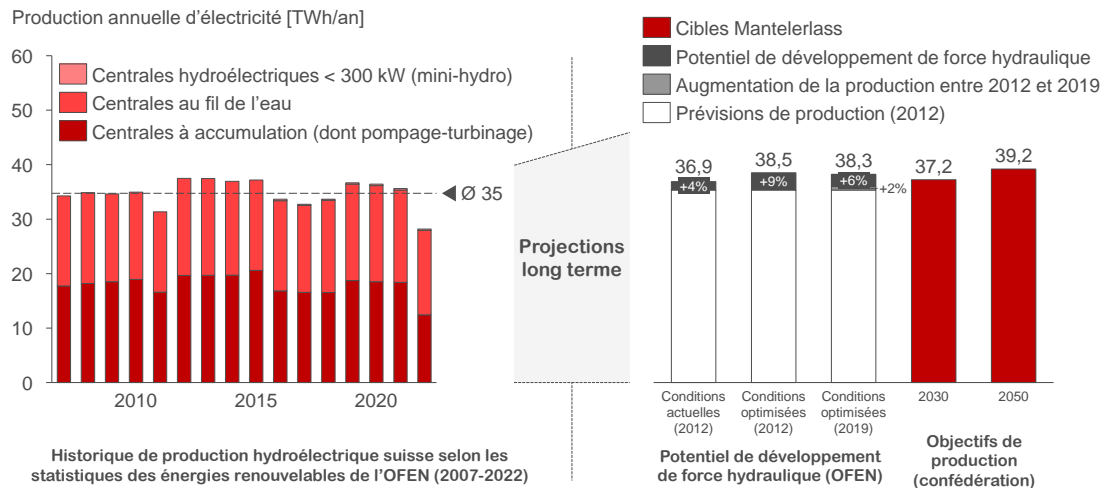 Production annuelle d’électricité [TWh/an]
60
50
40
30
20
10
0
Centrales hydroélectriques < 300 kW (mini-hydro)
Centrales au fil de l’eau
Centrales à accumulation (dont pompage-turbinage)
Ø 35
2010
2015
2020
Historique de production hydroélectrique suisse selon les
statistiques des énergies renouvelables de l’OFEN (2007-2022)
Projections
long terme
Cibles Mantelerlass
Potentiel de développement de force hydraulique
Augmentation de la production entre 2012 et 2019
Prévisions de production (2012)
36,9
38,5
38,3
37,2
39,2
+4%
+9%
+6%
+2%
Conditions
actuelles
(2012)
Conditions
optimisées
(2012)
Conditions
optimisées
(2019)
2030
2050
Potentiel de développement
de force hydraulique (OFEN)
Objectifs de
production
(confédération)